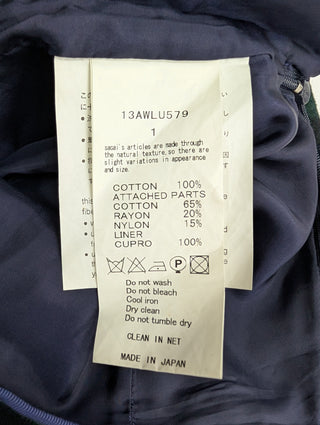 13AWLU579
1
sacai's articles are made through
the natural texture, so there are
slight variations in appearance
and size.
COTTON 100%
ATTACHED PARTS
COTTON 65%
RAYON 20%
NYLON 15%
LINER
CUPRO 100%
P
Do not wash
Do not bleach
Cool iron
Dry clean
Do not tumble dry
CLEAN IN NET
MADE IN JAPAN